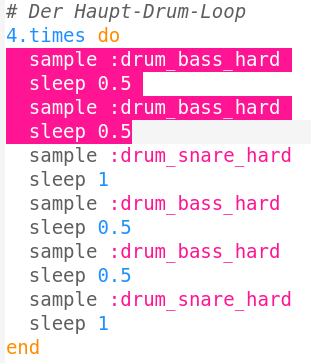 # Der Haupt-Drum-Loop
4.times do
  sample :drum_bass_hard
  sleep 0.5
  sample :drum_bass_hard
  sleep 0.5
  sample :drum_snare_hard
  sleep 1
  sample :drum_bass_hard
  sleep 0.5
  sample :drum_bass_hard
  sleep 0.5
  sample :drum_snare_hard
  sleep 1
end